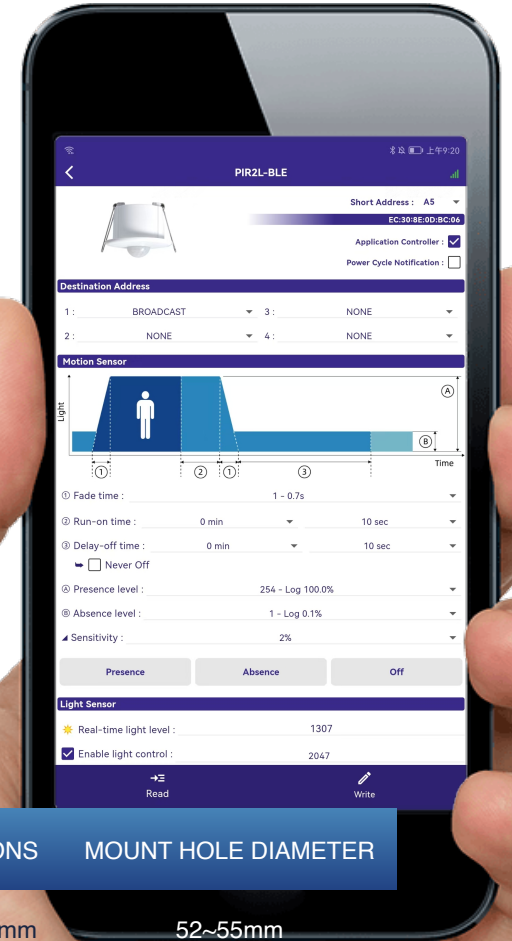 上午9:20
PIR2L-BLE
Short Address : A5
EC:30:8E:0D:BC:06
Application Controller :
Power Cycle Notification :
Destination Address
1 : BROADCAST 3 : NONE
2 : NONE 4 : NONE
Motion Sensor
Light
Ⓐ
Ⓑ
Time
① ② ① ③
① Fade time : 1 - 0.7s
② Run-on time : 0 min 10 sec
③ Delay-off time : 0 min 10 sec
Never Off
Ⓐ Presence level : 254 - Log 100.0%
Ⓑ Absence level : 1 - Log 0.1%
Sensitivity : 2%
Presence Absence Off
Light Sensor
Real-time light level : 1307
Enable light control : 2047
Read Write
ONS MOUNT HOLE DIAMETER
mm 52~55mm